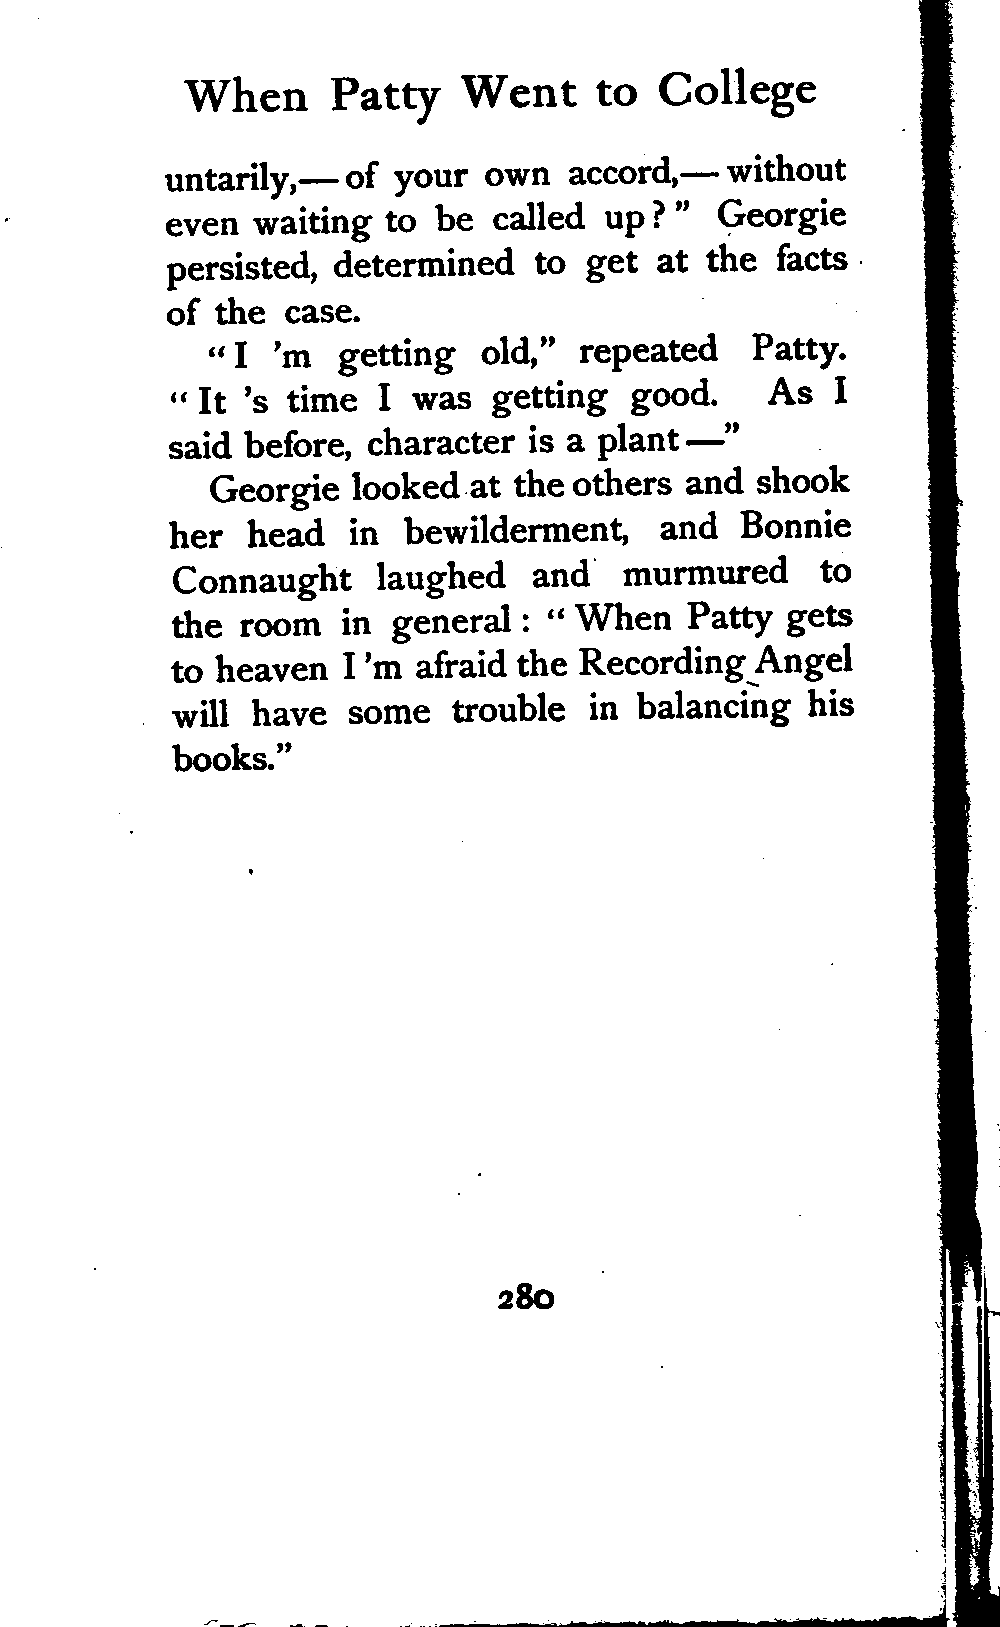 When Patty Went to College
untarily,— of your own accord,— without
even waiting to be called up?" Georgie
persisted, determined to get at the facts
of the case.
"I 'm getting old," repeated Patty.
"It 's time I was getting good. As I
said before, character is a plant—"
Georgie looked at the others and shook
her head in bewilderment, and Bonnie
Connaught laughed and murmured to
the room in general: "When Patty gets
to heaven I 'm afraid the Recording Angel
will have some trouble in balancing his
books."
280